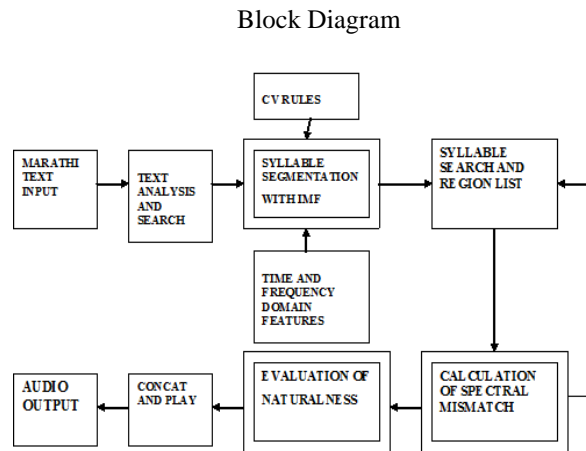 Block Diagram
CV RULES
MARATHI
TEXT
INPUT
TEXT
ANALYSIS
AND
SEARCH
SYLLABLE
SEGMENTATION
WITH IMF
SYLLABLE
SEARCH AND
REGION LIST
TIME AND
FREQUENCY
DOMAIN
FEATURES
AUDIO
OUTPUT
CONCAT
AND PLAY
EVALUATION OF
NATURALNESS
CALCULATION
OF SPECTRAL
MISMATCH